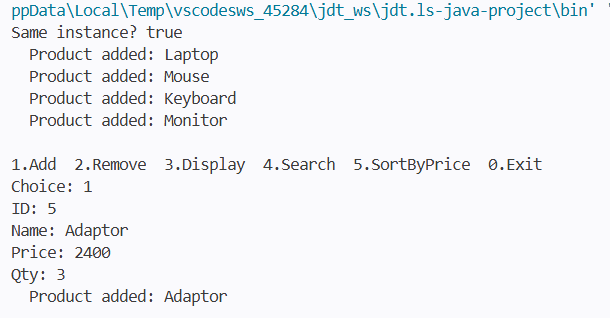 ppData\Local\Temp\vscodesws_45284\jdt_ws\jdt.ls-java-project\bin' '
Same instance? true
  Product added: Laptop
  Product added: Mouse
  Product added: Keyboard
  Product added: Monitor

1.Add  2.Remove  3.Display  4.Search  5.SortByPrice  0.Exit
Choice: 1
ID: 5
Name: Adaptor
Price: 2400
Qty: 3
  Product added: Adaptor